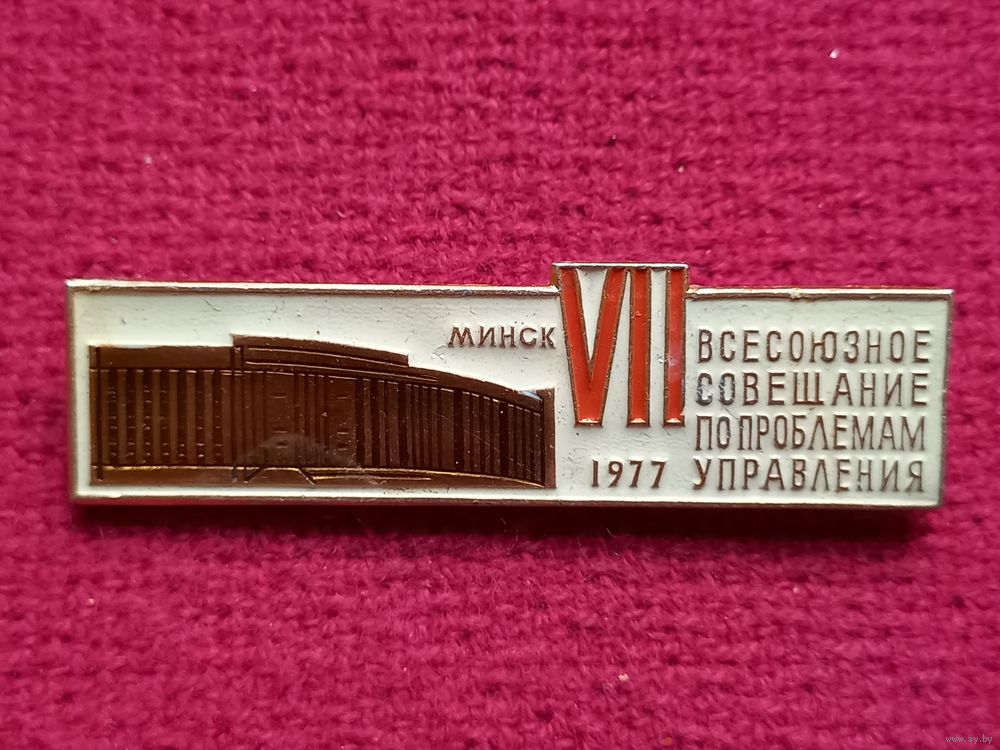 МИНСК
VII
1977
ВСЕСОЮЗНОЕ
СОВЕЩАНИЕ
ПО ПРОБЛЕМАМ
УПРАВЛЕНИЯ
www.ay.by